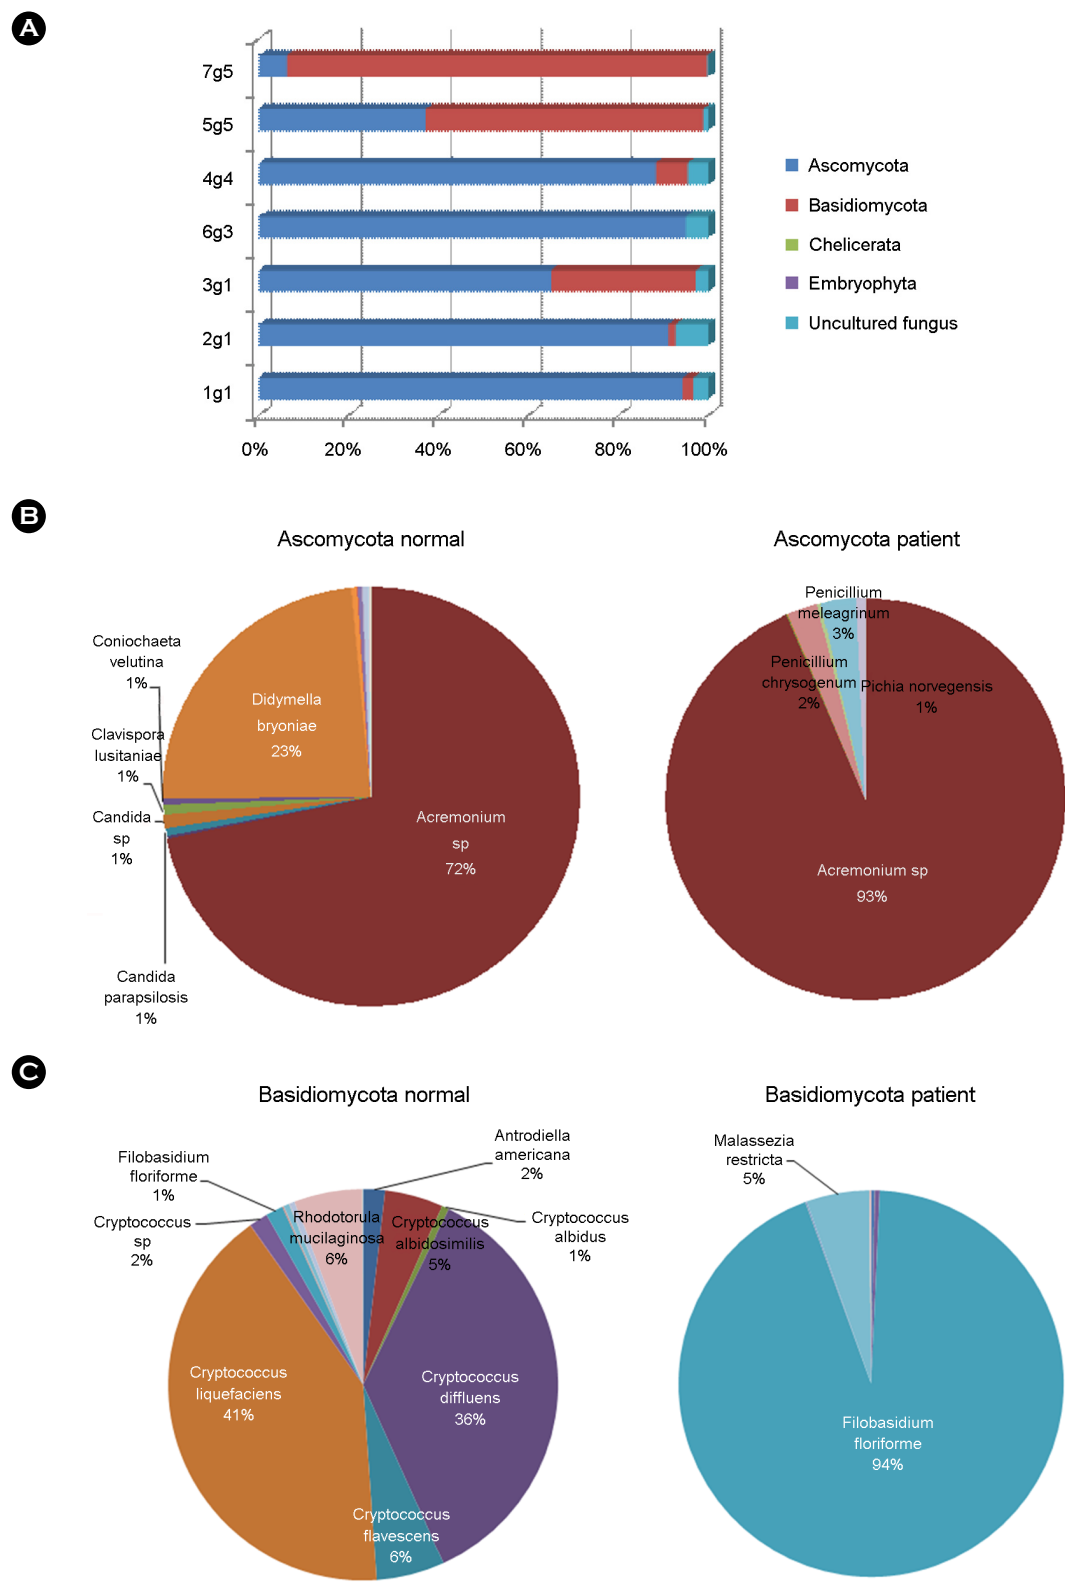 A
7g5
5g5
4g4
6g3
3g1
2g1
1g1
0%
20%
40%
60%
80%
100%
Ascomycota
Basidiomycota
Chelicerata
Embryophyta
Uncultured fungus
B
Ascomycota normal
Coniochaeta
velutina
1%
Clavispora
lusitaniae
1%
Candida
sp
1%
Candida
parapsilosis
1%
Didymella
bryoniae
23%
Acremonium
sp
72%
Ascomycota patient
Penicillium
meleagrinum
3%
Penicillium
chrysogenum
2%
Pichia norvegensis
1%
Acremonium sp
93%
C
Basidiomycota normal
Antrodiella
americana
2%
Filobasidium
floriforme
1%
Cryptococcus
sp
2%
Rhodotorula
mucilaginosa
6%
Cryptococcus
albidosimilis
5%
Cryptococcus
albidus
1%
Cryptococcus
liquefaciens
41%
Cryptococcus
diffluens
36%
Cryptococcus
flavescens
6%
Basidiomycota patient
Malassezia
restricta
5%
Filobasidium
floriforme
94%